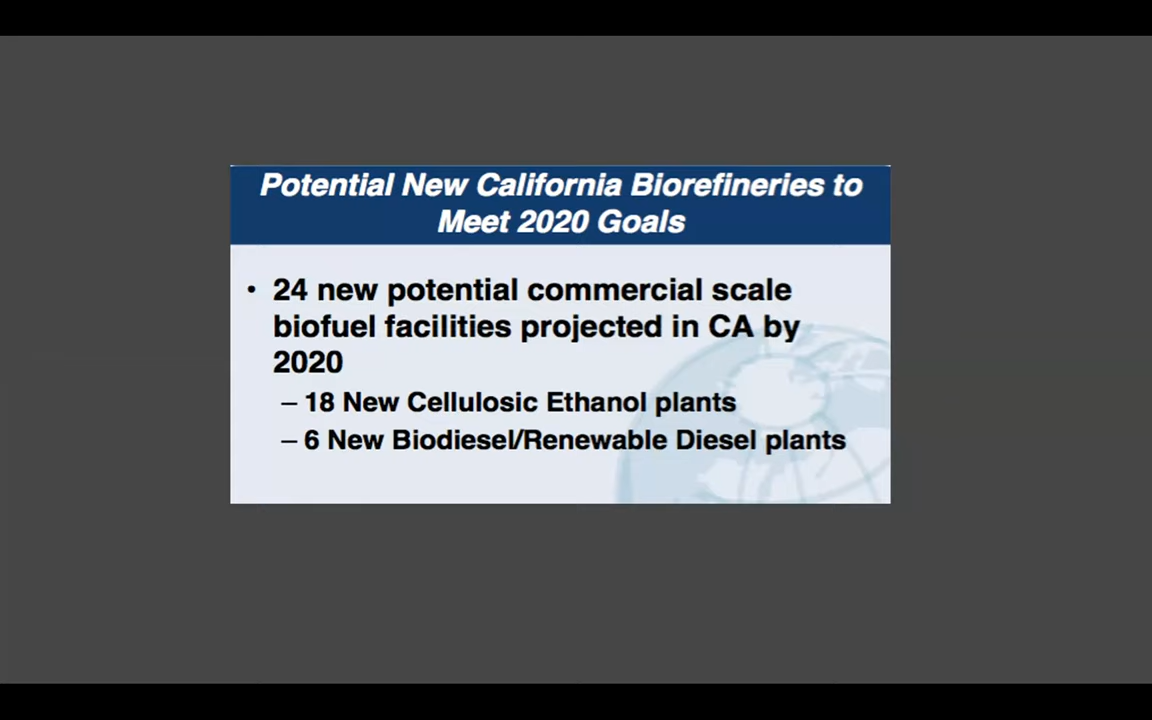 Potential New California Biorefineries to
Meet 2020 Goals
• 24 new potential commercial scale
biofuel facilities projected in CA by
2020
– 18 New Cellulosic Ethanol plants
– 6 New Biodiesel/Renewable Diesel plants